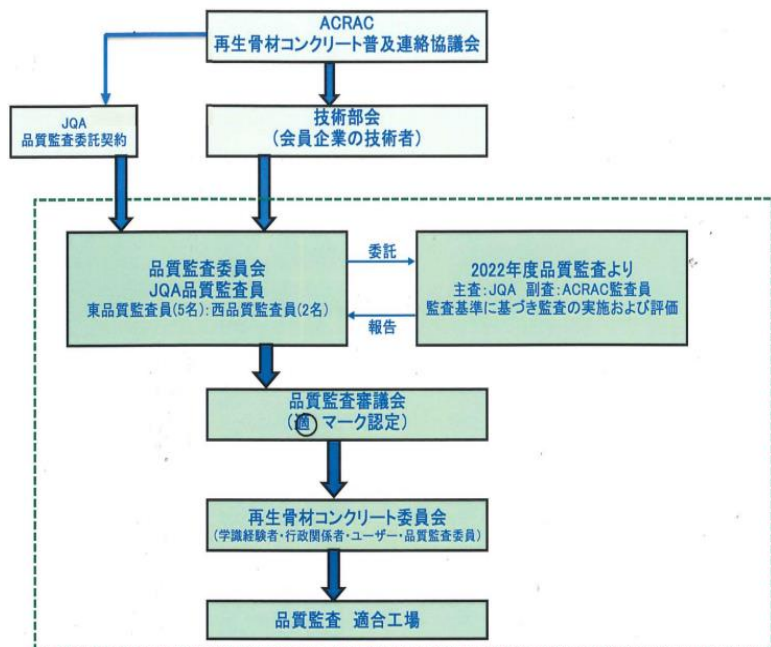 ACRAC
再生骨材コンクリート普及連絡協議会
JQA
品質監査委託契約
技術部会
(会員企業の技術者)
品質監査委員会
JQA品質監査員
東品質監査員(5名):西品質監査員(2名)
委託
報告
2022年度品質監査より
主査:JQA 副査:ACRAC監査員
監査基準に基づき監査の実施および評価
品質監査審議会
(適 マーク認定)
再生骨材コンクリート委員会
(学識経験者・行政関係者・ユーザー・品質監査委員)
品質監査 適合工場